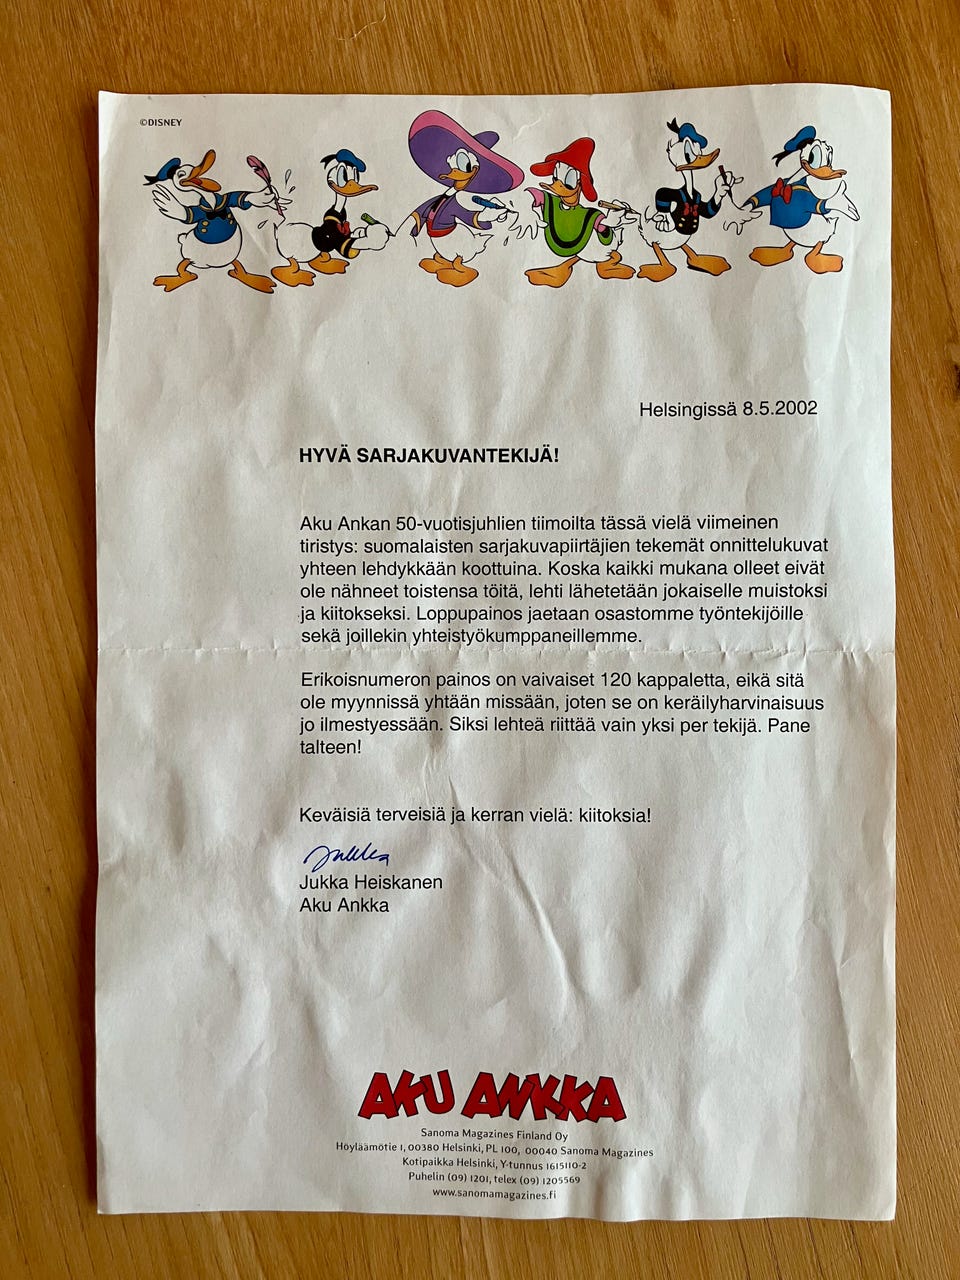 ©DISNEY
Helsingissä 8.5.2002
HYVÄ SARJAKUVANTEKIJÄ!
Aku Ankan 50-vuotisjuhlien tiimoilta tässä vielä viimeinen
tiristys: suomalaisten sarjakuvapiirtäjien tekemät onnittelukuvat
yhteen lehdykkään koottuina. Koska kaikki mukana olleet eivät
ole nähneet toistensa töitä, lehti lähetetään jokaiselle muistoksi
ja kiitokseksi. Loppupainos jaetaan osastomme työntekijöille
sekä joillekin yhteistyökumppaneillemme.
Erikoisnumeron painos on vaivaiset 120 kappaletta, eikä sitä
ole myynnissä yhtään missään, joten se on keräilyharvinaisuus
jo ilmestyessään. Siksi lehteä riittää vain yksi per tekijä. Pane
talteen!
Keväisiä terveisiä ja kerran vielä: kiitoksia!
Jukka
Jukka Heiskanen
Aku Ankka
AKU ANKKA
Sanoma Magazines Finland Oy
Höyläämötie 1, 00380 Helsinki, PL 100, 00040 Sanoma Magazines
Kotipaikka Helsinki, Y-tunnus 1615110-2
Puhelin (09) 1201, telex (09) 1205569
www.sanomamagazines.fi